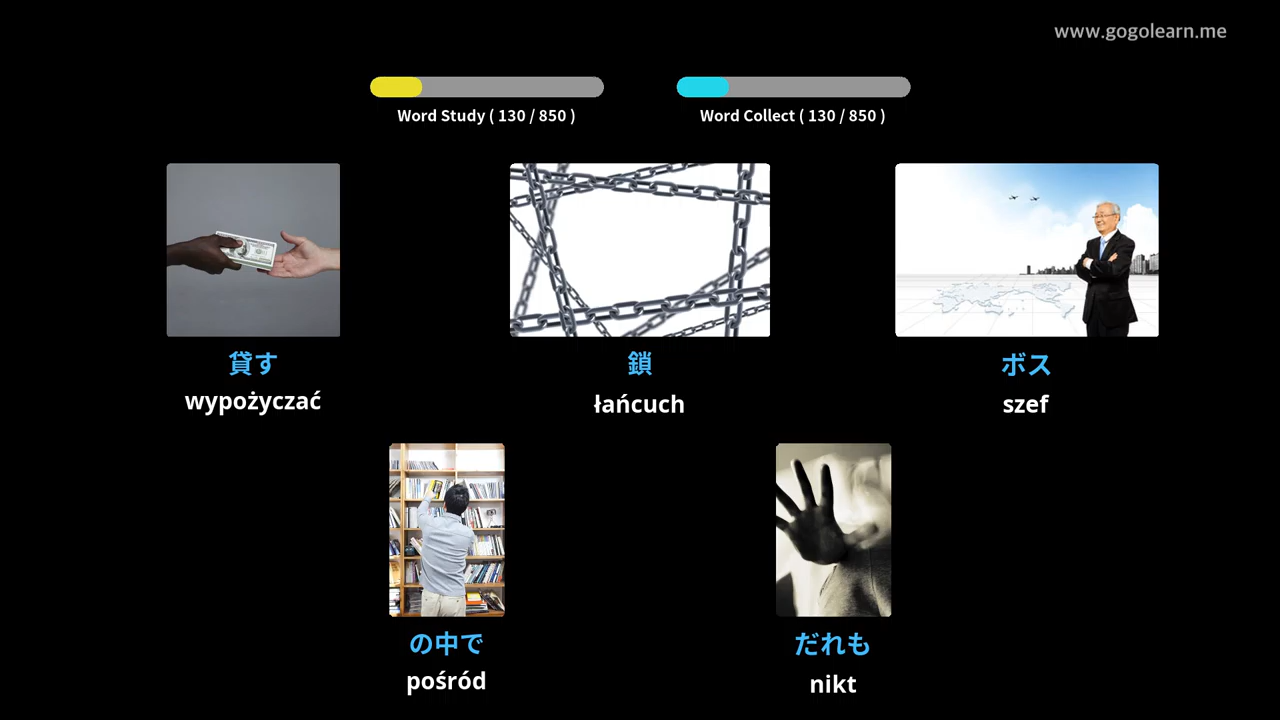 www.gogolearn.me
Word Study ( 130 / 850 )
Word Collect ( 130 / 850 )
貸す
wypożyczać
鎖
łańcuch
ボス
szef
の中で
pośród
だれも
nikt